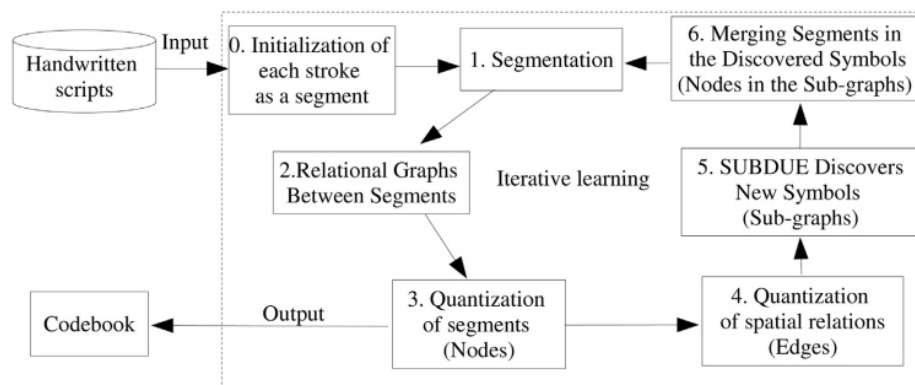 Handwritten
scripts
Input
0. Initialization of
each stroke
as a segment
1. Segmentation
6. Merging Segments in
the Discovered Symbols
(Nodes in the Sub-graphs)
2.Relational Graphs
Between Segments
Iterative learning
5. SUBDUE Discovers
New Symbols
(Sub-graphs)
Codebook
Output
3. Quantization
of segments
(Nodes)
4. Quantization
of spatial relations
(Edges)